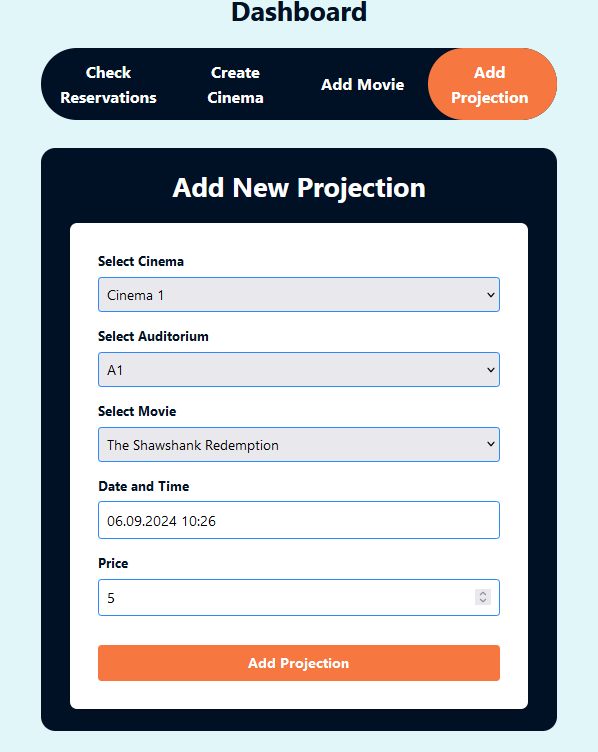 Dashboard
Check
Reservations
Create
Cinema
Add Movie
Add
Projection
Add New Projection
Select Cinema
Cinema 1
Select Auditorium
A1
Select Movie
The Shawshank Redemption
Date and Time
06.09.2024 10:26
Price
5
Add Projection